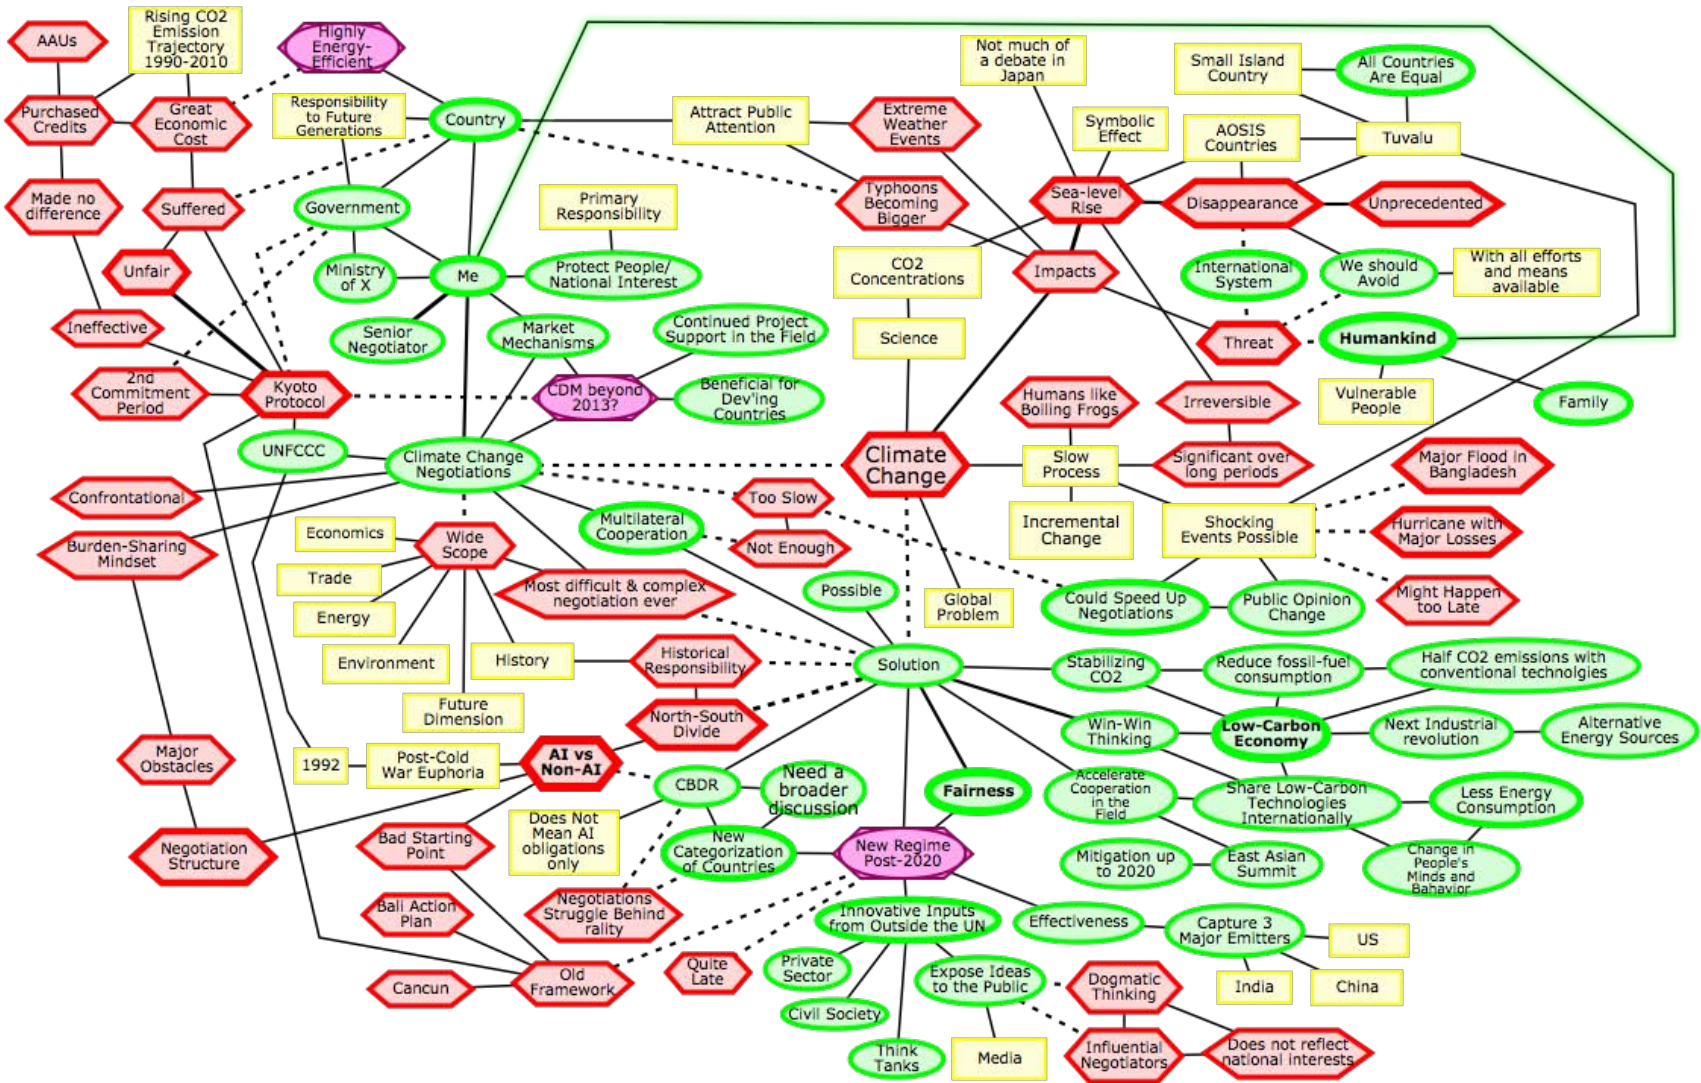 AAUs
Rising CO2
Emission
Trajectory
1990-2010
Highly
Energy-
Efficient
Purchased
Credits
Great
Economic
Cost
Responsibility
to Future
Generations
Country
Attract Public
Attention
Extreme
Weather
Events
Not much of
a debate in
Japan
Symbolic
Effect
Small Island
Country
All Countries
Are Equal
AOSIS
Countries
Tuvalu
Made no
difference
Suffered
Government
Primary
Responsibility
Typhoons
Becoming
Bigger
Sea-level
Rise
Disappearance
Unprecedented
Unfair
Ministry
of X
Me
Protect People/
National Interest
CO2
Concentrations
Impacts
International
System
We should
Avoid
With all efforts
and means
available
Ineffective
Senior
Negotiator
Market
Mechanisms
Continued Project
Support in the Field
Science
Threat
Humankind
2nd
Commitment
Period
Kyoto
Protocol
CDM beyond
2013?
Beneficial for
Dev'ing
Countries
Humans like
Boiling Frogs
Irreversible
Vulnerable
People
Family
UNFCCC
Climate Change
Negotiations
Climate
Change
Slow
Process
Significant over
long periods
Major Flood in
Bangladesh
Confrontational
Too Slow
Economics
Wide
Scope
Multilateral
Cooperation
Not Enough
Incremental
Change
Shocking
Events Possible
Hurricane with
Major Losses
Burden-Sharing
Mindset
Trade
Most difficult & complex
negotiation ever
Possible
Global
Problem
Could Speed Up
Negotiations
Public Opinion
Change
Might Happen
too Late
Energy
Environment
History
Historical
Responsibility
Solution
Stabilizing
CO2
Reduce fossil-fuel
consumption
Half CO2 emissions with
conventional technolgies
Future
Dimension
North-South
Divide
Win-Win
Thinking
Low-Carbon
Economy
Next Industrial
revolution
Alternative
Energy Sources
Major
Obstacles
1992
Post-Cold
War Euphoria
AI vs
Non-AI
CBDR
Need a
broader
discussion
Fairness
Accelerate
Cooperation
in the
Field
Share Low-Carbon
Technologies
Internationally
Less Energy
Consumption
Negotiation
Structure
Bad Starting
Point
Does Not
Mean AI
obligations
only
New
Categorization
of Countries
New Regime
Post-2020
Mitigation up
to 2020
East Asian
Summit
Change in
People's
Minds and
Bahavior
Bali Action
Plan
Negotiations
Struggle Behind
rality
Innovative Inputs
from Outside the UN
Effectiveness
Capture 3
Major Emitters
US
Cancun
Old
Framework
Quite
Late
Private
Sector
Expose Ideas
to the Public
Dogmatic
Thinking
India
China
Civil Society
Think
Tanks
Media
Influential
Negotiators
Does not reflect
national interests